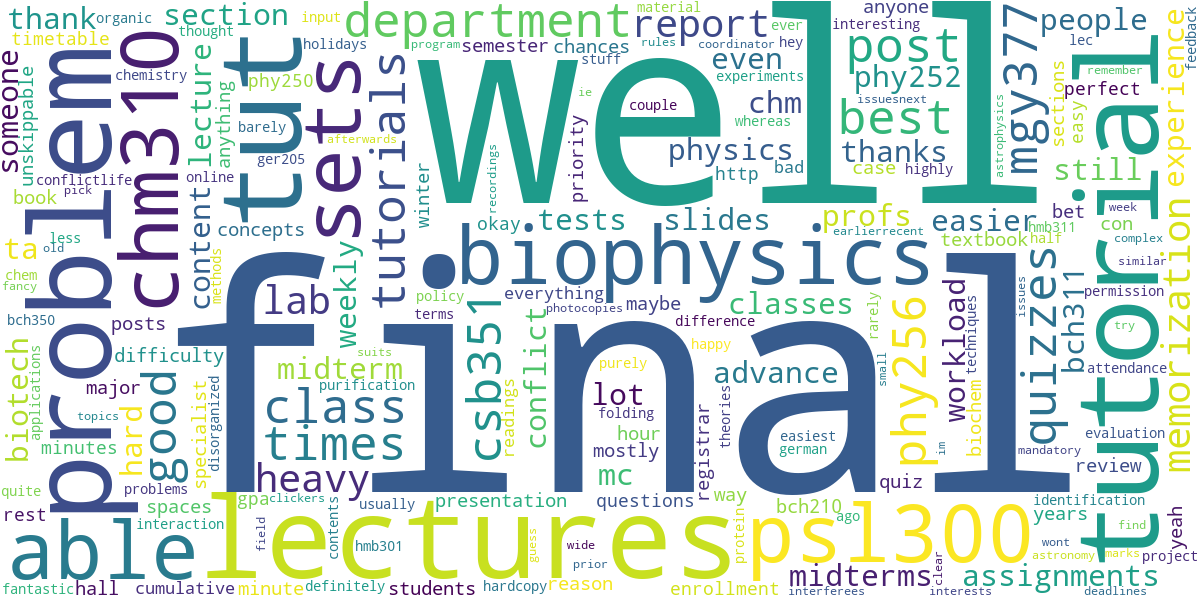 thank
organic
thought
section
department
input
holidays
material
program
report
ever
rules
coordinator
hey
anyone
interesting
people
lec
feedback
timetable
someone
chemistry
phy250
semester
chances
stuff
even
experiments
post
phy252
mgy377
sections
remember
perfect
experience
unskippable
problem
chm310
lecture
anything
tut
barely
ger205
online
afterwards
sets
tutorials
well
ie
couple
whereas
chm
issuesnext
best
astrophysics
easy
still
tutorial
conflictlife
pick
book
content
concepts
winter
recordings
priority
physics
http
bad
thanks
case
highly
bet
hmb311
week
memorization
less
old
ta
chem
fancy
methods
weekly
okay
tests
slides
profs
earlierrecent
easier
textbook
half
con
complex
similar
biophysics
final
lab
policy
terms
everything
photocopies
maybe
classes
difference
rarely
workload
quizzes
bch311
issues
permission
try
attendance
bch350
posts
biotech
applications
difficulty
major
midterm
suits
purification
csb351
readings
conflict
purely
happy
lot
folding
advance
phy256
small
techniques
biochem
im
mandatory
evaluation
review
topics
minutes
hard
good
specialist
disorganized
class
times
hour
mostly
mc
registrar
theories
easiest
german
quiz
quite
problems
heavy
gpa
clickers
usually
presentation
questions
way
bch210
identification
years
find
yeah
rest
spaces
interaction
able
lectures
field
contents
hmb301
guess
wide
prior
protein
ago
psl300
wont
astronomy
marks
project
fantastic
hall
cumulative
minute
definitely
students
hardcopy
reason
enrollment
midterms
interferees
clear
interests
assignments
deadlines